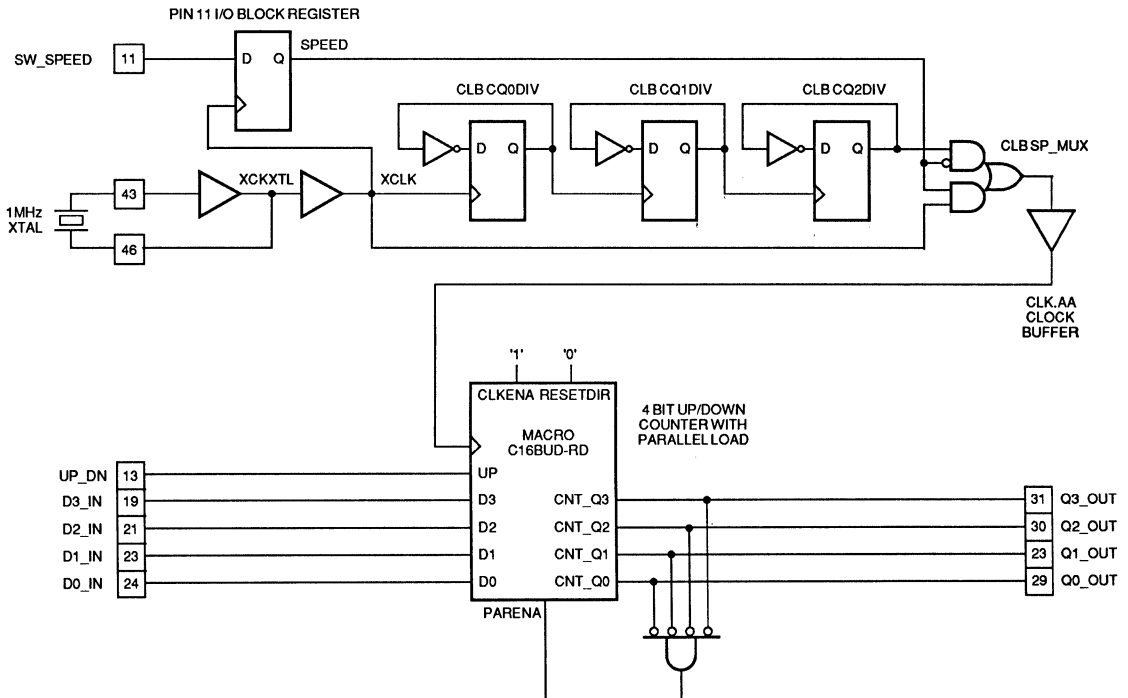 PIN 11 I/O BLOCK REGISTER
SW_SPEED
11
D Q
SPEED
CLB CQ0DIV
CLB CQ1DIV
CLB CQ2DIV
D Q
D Q
D Q
CLB SP_MUX
43
XCKXTL
XCLK
1MHz
XTAL
46
CLK.AA
CLOCK
BUFFER
'1' '0'
CLKENA RESETDIR
MACRO
C16BUD-RD
4 BIT UP/DOWN
COUNTER WITH
PARALLEL LOAD
UP_DN 13 UP
D3_IN 19 D3 CNT_Q3 31 Q3_OUT
D2_IN 21 D2 CNT_Q2 30 Q2_OUT
D1_IN 23 D1 CNT_Q1 23 Q1_OUT
D0_IN 24 D0 CNT_Q0 29 Q0_OUT
PARENA